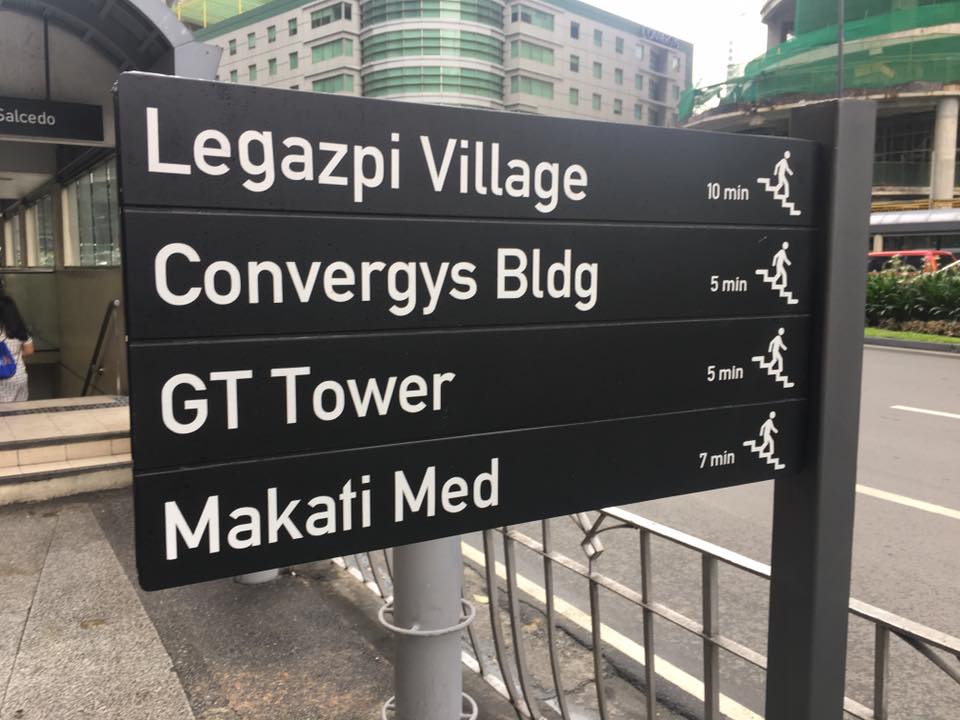 Salcedo
Legazpi Village 10 min
Convergys Bldg 5 min
GT Tower 5 min
Makati Med 7 min